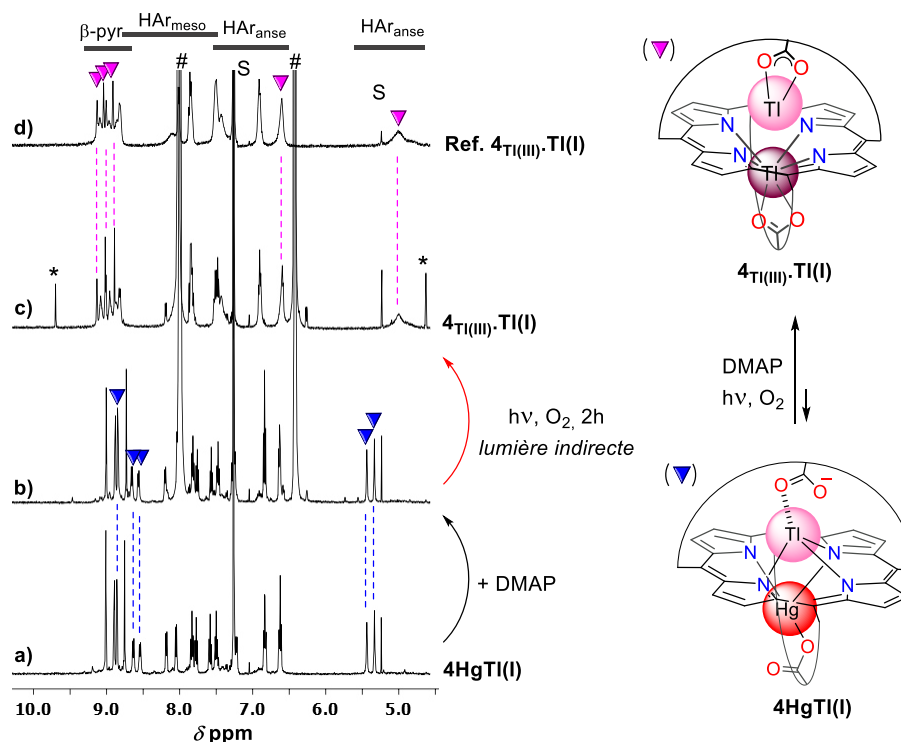 β-pyr HAr_meso HAr_anse HAr_anse
# S # S
d) Ref. 4_Tl(III).Tl(I)
* *
c) 4_Tl(III).Tl(I)
hν, O₂, 2h
lumière indirecte
b)
+ DMAP
a) 4HgTl(I)
10.0 9.0 8.0 7.0 6.0 5.0
δ ppm
( )
O O
Tl
N N
N N
Tl
O O
4_Tl(III).Tl(I)
DMAP
hν, O₂
( )
O O⁻
Tl
N N
N N
Hg
O
O
4HgTl(I)